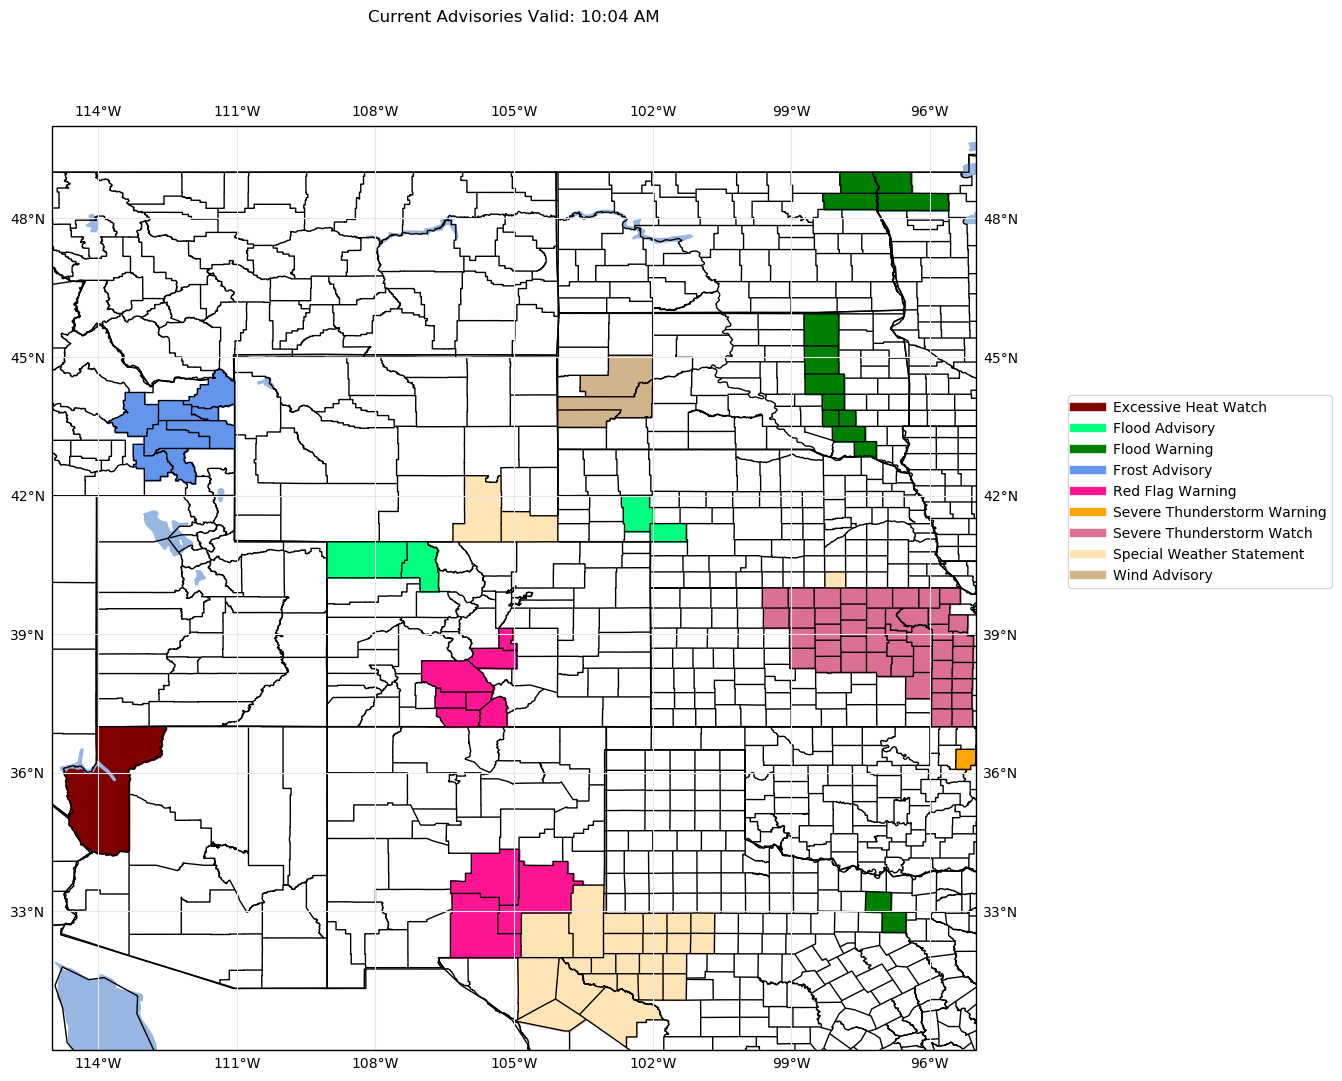 Current Advisories Valid: 10:04 AM
114°W 111°W 108°W 105°W 102°W 99°W 96°W
48°N 48°N
45°N 45°N
Excessive Heat Watch
Flood Advisory
Flood Warning
Frost Advisory
Red Flag Warning
Severe Thunderstorm Warning
Severe Thunderstorm Watch
Special Weather Statement
Wind Advisory
42°N 42°N
39°N 39°N
36°N 36°N
33°N 33°N
114°W 111°W 108°W 105°W 102°W 99°W 96°W